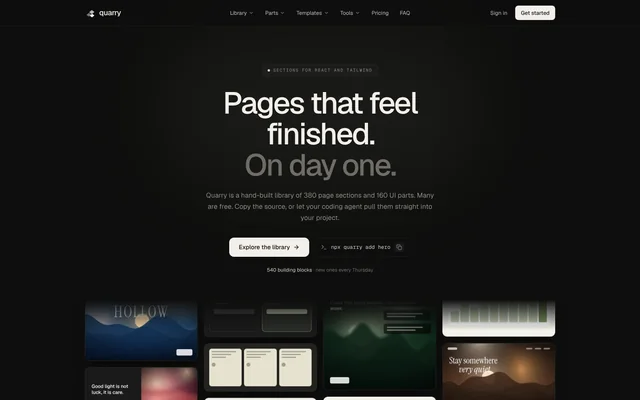 quarry
Library
Parts
Templates
Tools
Pricing
FAQ
Sign in
Get started
SECTIONS FOR REACT AND TAILWIND
Pages that feel
finished.
On day one.
Quarry is a hand-built library of 380 page sections and 160 UI parts. Many
are free. Copy the source, or let your coding agent pull them straight into
your project.
Explore the library →
npx quarry add hero
540 building blocks · new ones every Thursday
HOLLOW
Good light is not
luck, it is care.
Stay somewhere
very quiet.